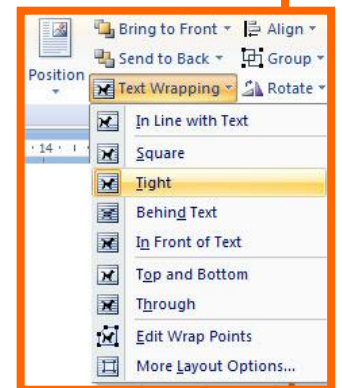 Bring to Front Align
Send to Back Group
Position
Text Wrapping Rotate
In Line with Text
· 14 ·
Square
Tight
Behind Text
In Front of Text
Top and Bottom
Through
Edit Wrap Points
More Layout Options...